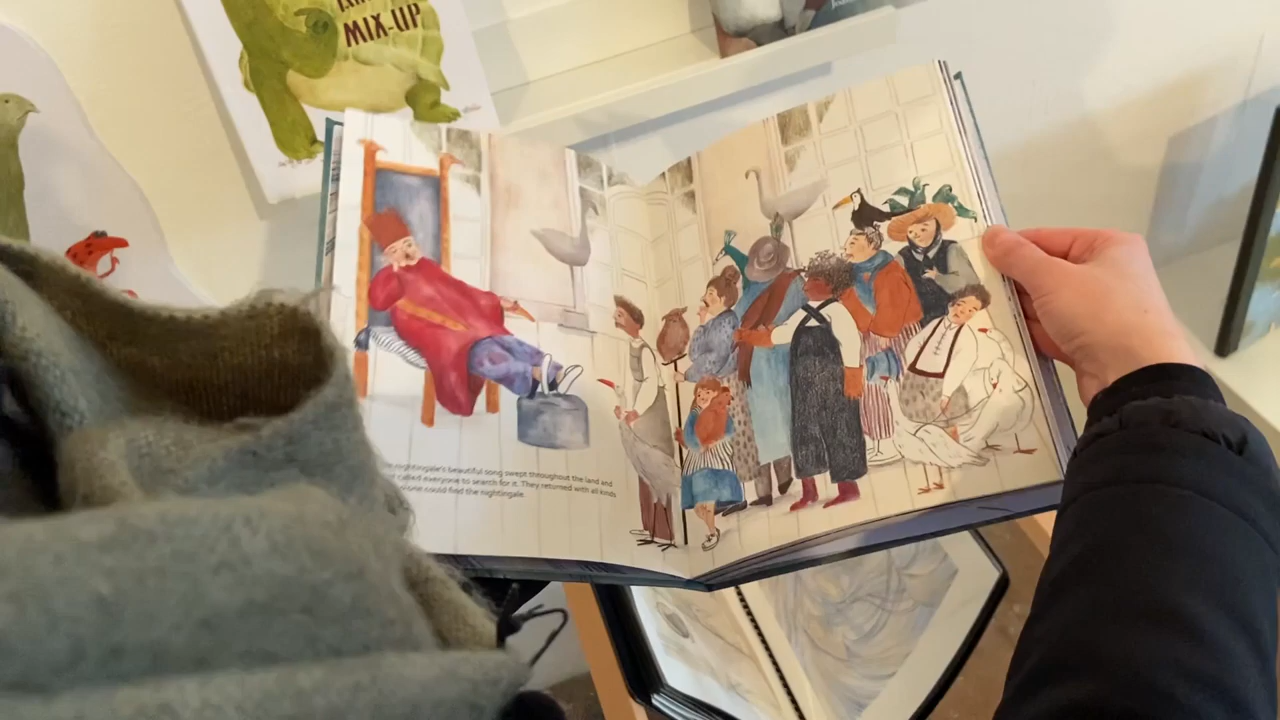 MIX-UP
nightingale's beautiful song swept throughout the land and
called everyone to search for it. They returned with all kinds
one could find the nightingale.